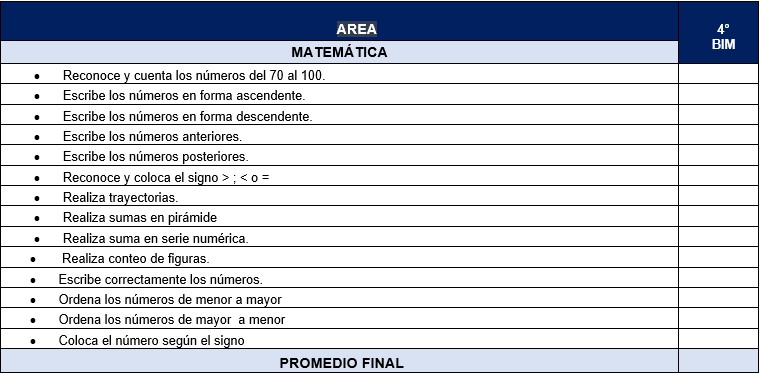 AREA
4°
BIM
MATEMÁTICA
• Reconoce y cuenta los números del 70 al 100.
• Escribe los números en forma ascendente.
• Escribe los números en forma descendente.
• Escribe los números anteriores.
• Escribe los números posteriores.
• Reconoce y coloca el signo > ; < o =
• Realiza trayectorias.
• Realiza sumas en pirámide
• Realiza suma en serie numérica.
• Realiza conteo de figuras.
• Escribe correctamente los números.
• Ordena los números de menor a mayor
• Ordena los números de mayor  a menor
• Coloca el número según el signo
PROMEDIO FINAL